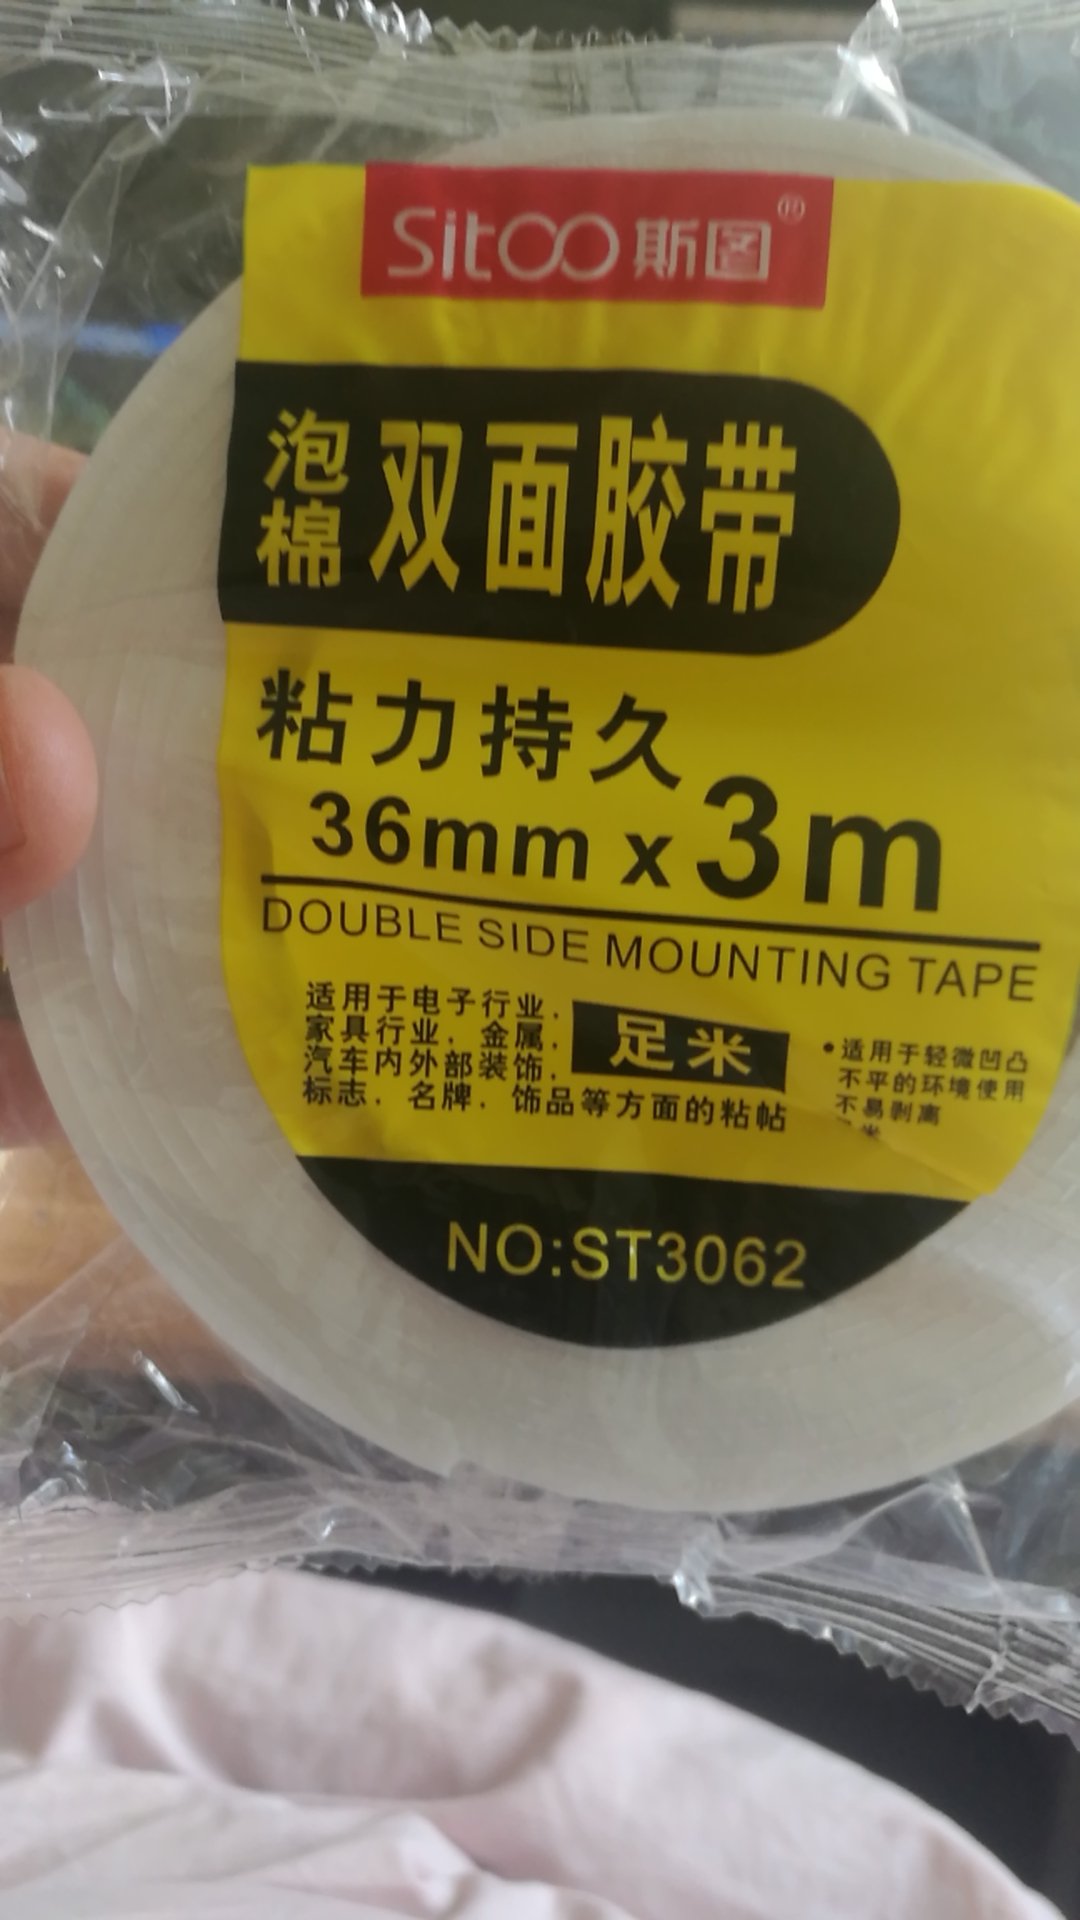 Sitoo 斯图®
泡棉 双面胶带
粘力持久
36mm x 3m
DOUBLE SIDE MOUNTING TAPE
适用于电子行业,
家具行业, 金属,
汽车内外部装饰,
标志, 名牌, 饰品等方面的粘帖
足米
•适用于轻微凹凸
不平的环境使用
不易剥离
NO:ST3062